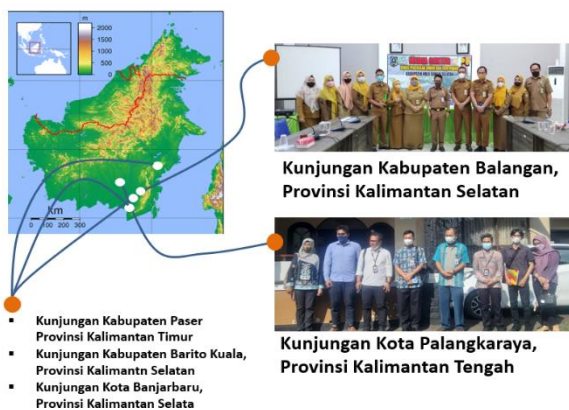 m
2000
1500
1000
500
0
km
0 100 200 300
Kunjungan Kabupaten Balangan,
Provinsi Kalimantan Selatan
Kunjungan Kota Palangkaraya,
Provinsi Kalimantan Tengah
▪ Kunjungan Kabupaten Paser
Provinsi Kalimantan Timur
▪ Kunjungan Kabupaten Barito Kuala,
Provinsi Kalimantn Selatan
▪ Kunjungan Kota Banjarbaru,
Provinsi Kalimantan Selata